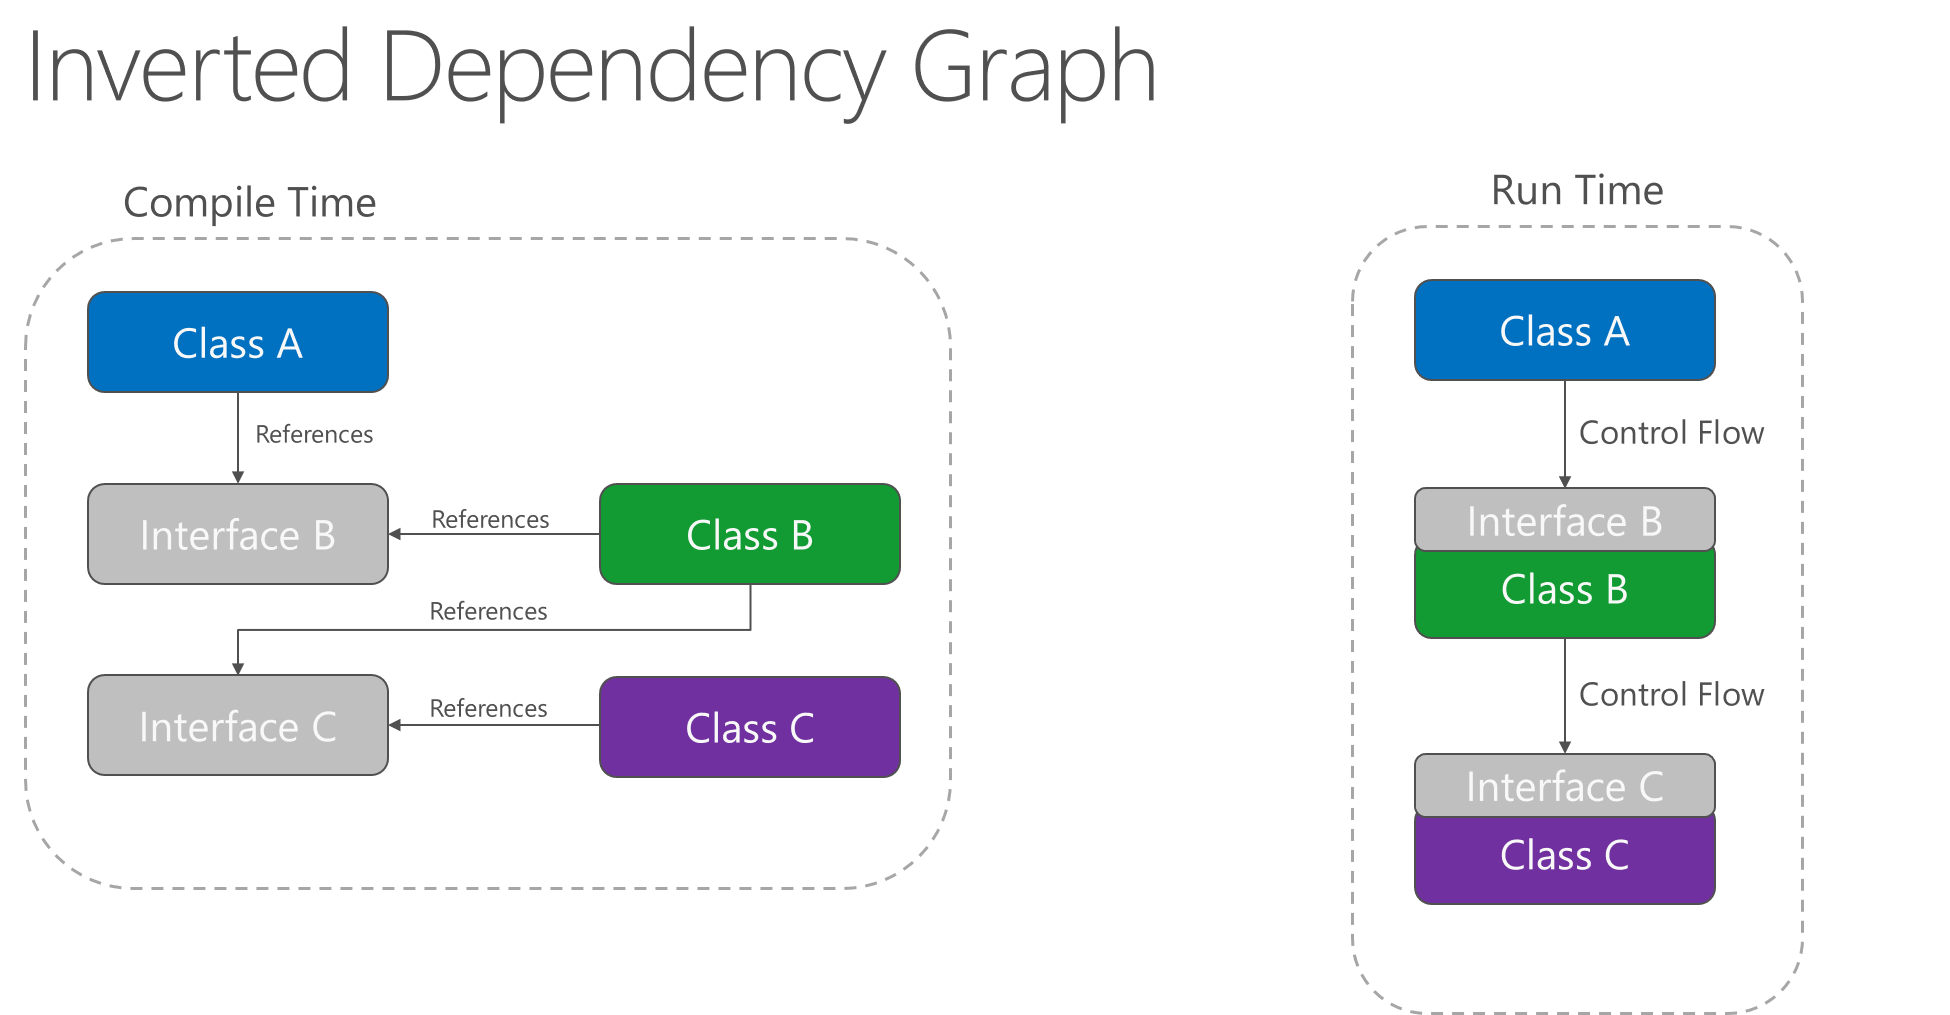 Inverted Dependency Graph
Compile Time
Class A
References
Interface B
References
Class B
References
Interface C
References
Class C
Run Time
Class A
Control Flow
Interface B
Class B
Control Flow
Interface C
Class C